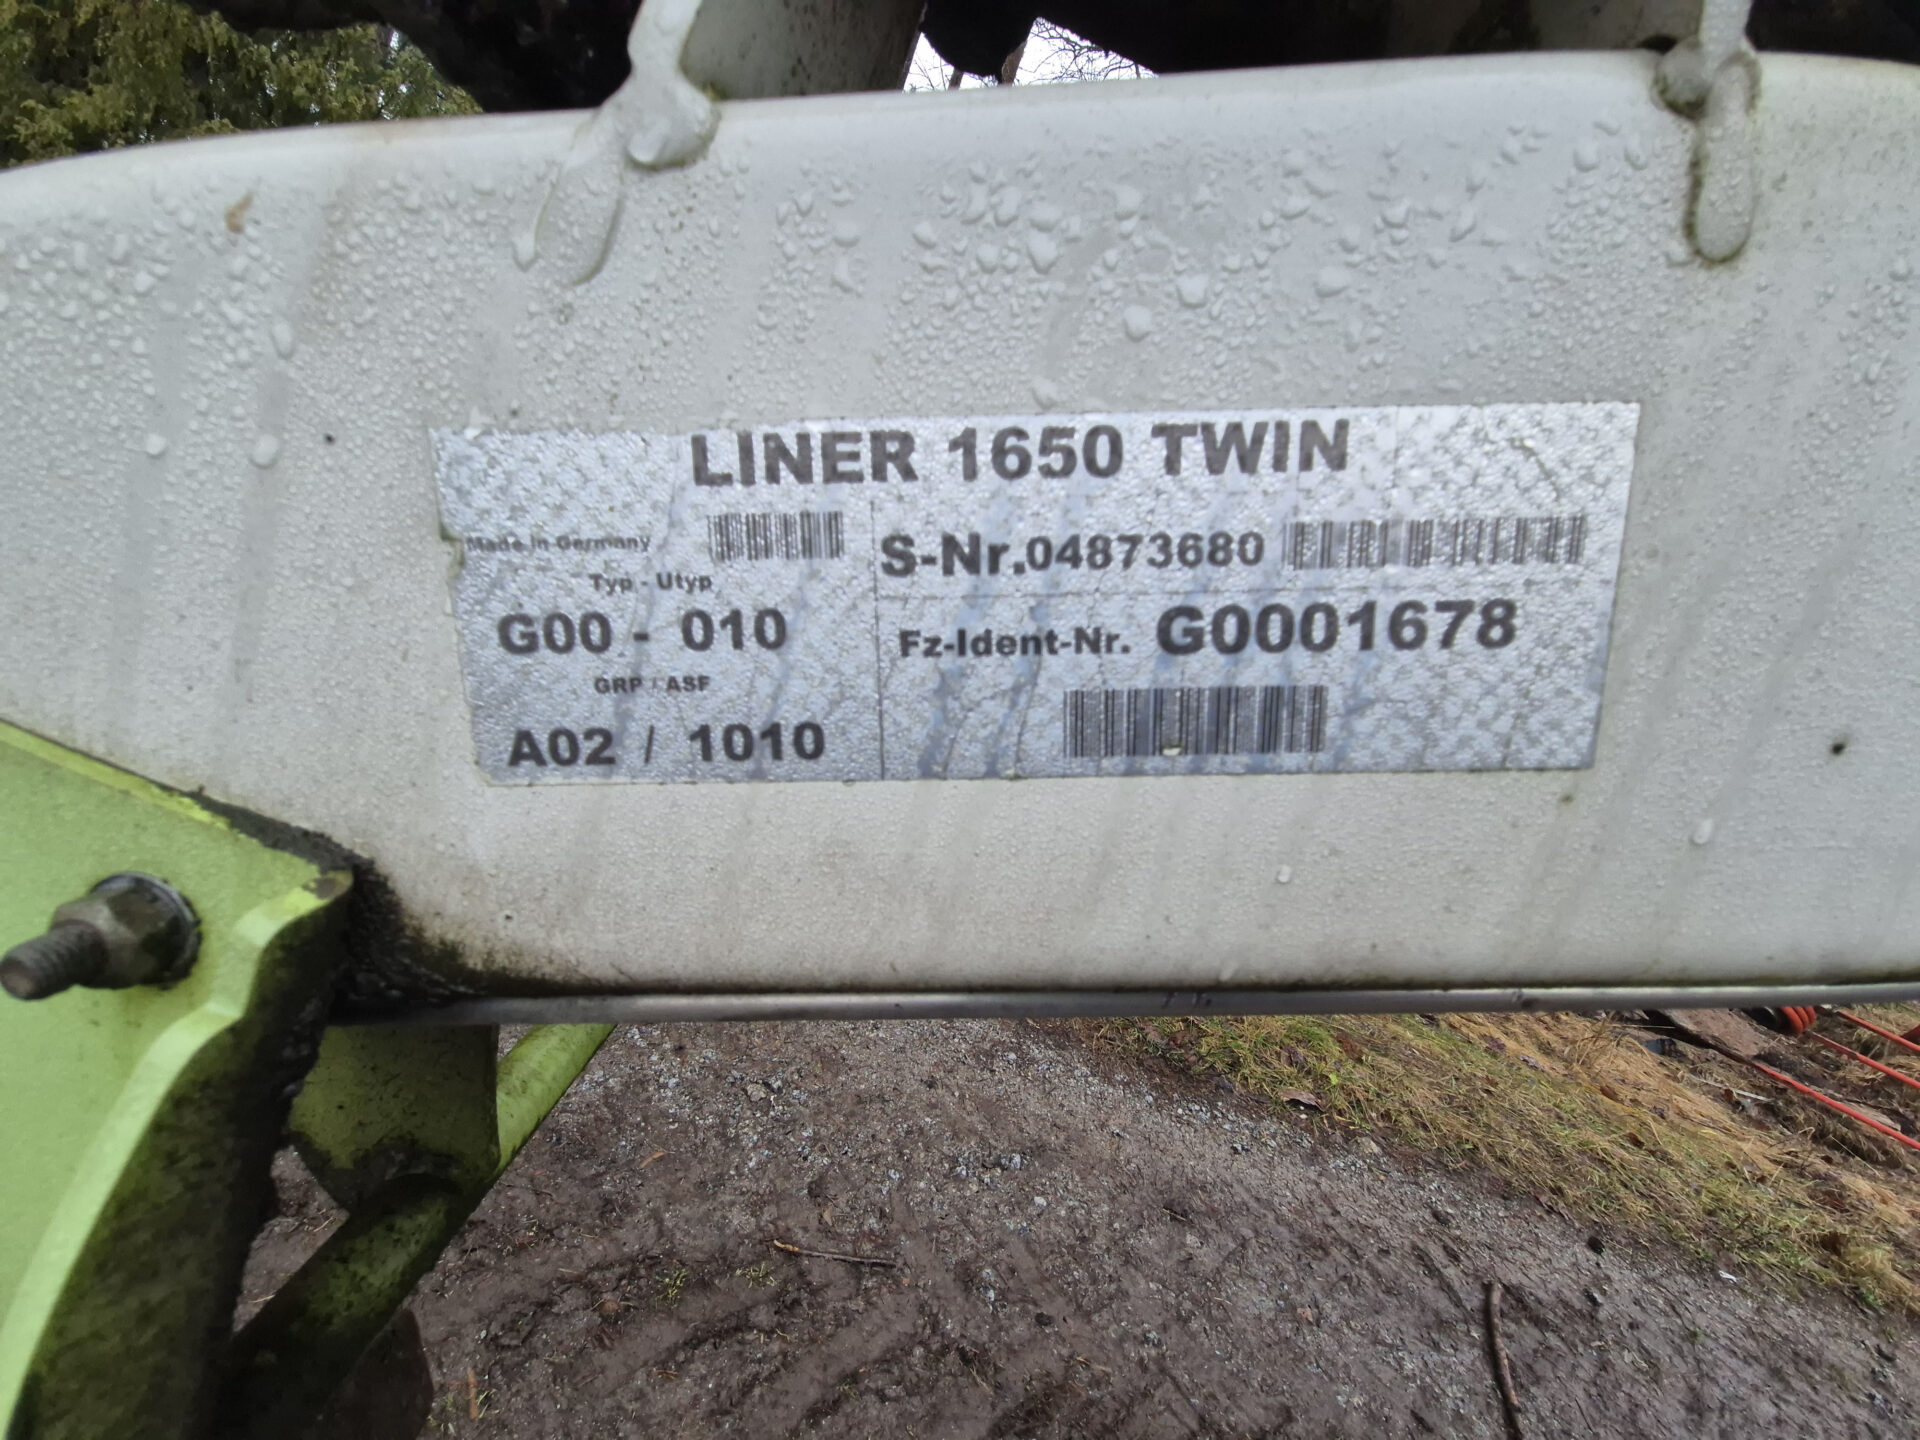 LINER 1650 TWIN
Made in Germany
Typ - Utyp
G00 - 010
GRP / ASF
A02 / 1010
S-Nr.04873680
Fz-Ident-Nr. G0001678